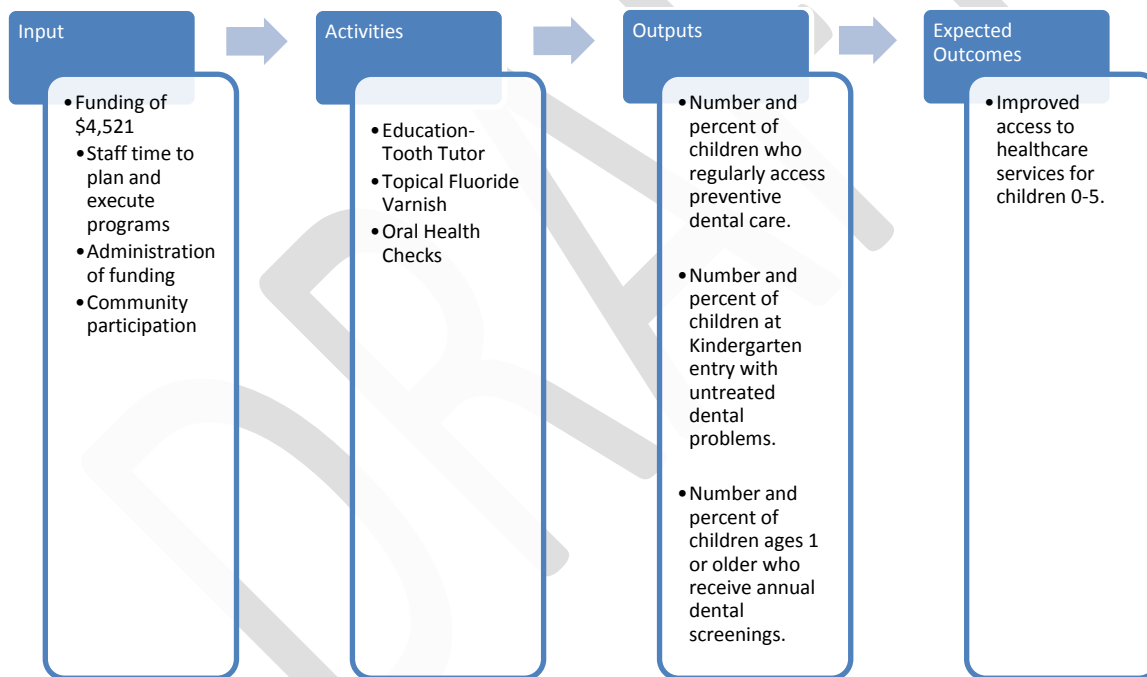 Input
•Funding of
$4,521
•Staff time to
plan and
execute
programs
•Administration
of funding
•Community
participation
Activities
•Education-
Tooth Tutor
•Topical Fluoride
Varnish
•Oral Health
Checks
Outputs
•Number and
percent of
children who
regularly access
preventive
dental care.
•Number and
percent of
children at
Kindergarten
entry with
untreated
dental
problems.
•Number and
percent of
children ages 1
or older who
receive annual
dental
screenings.
Expected
Outcomes
•Improved
access to
healthcare
services for
children 0-5.
DRA